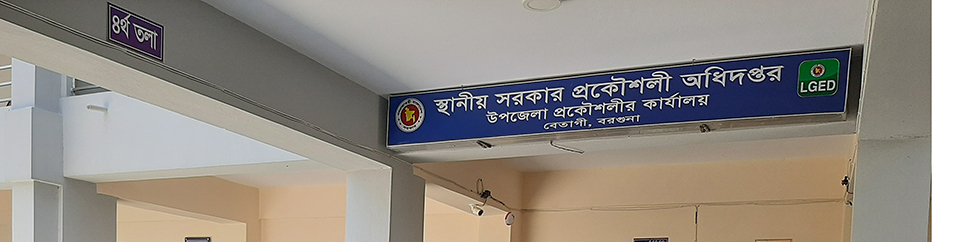 ৪র্থ তলা
স্থানীয় সরকার প্রকৌশলী অধিদপ্তর
উপজেলা প্রকৌশলীর কার্যালয়
বেতাগী, বরগুনা
LGED